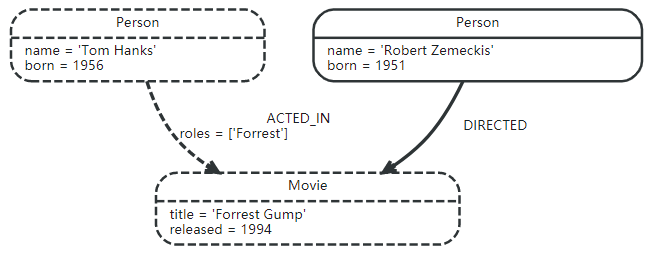 Person
name = 'Tom Hanks'
born = 1956
Person
name = 'Robert Zemeckis'
born = 1951
ACTED_IN
roles = ['Forrest']
DIRECTED
Movie
title = 'Forrest Gump'
released = 1994